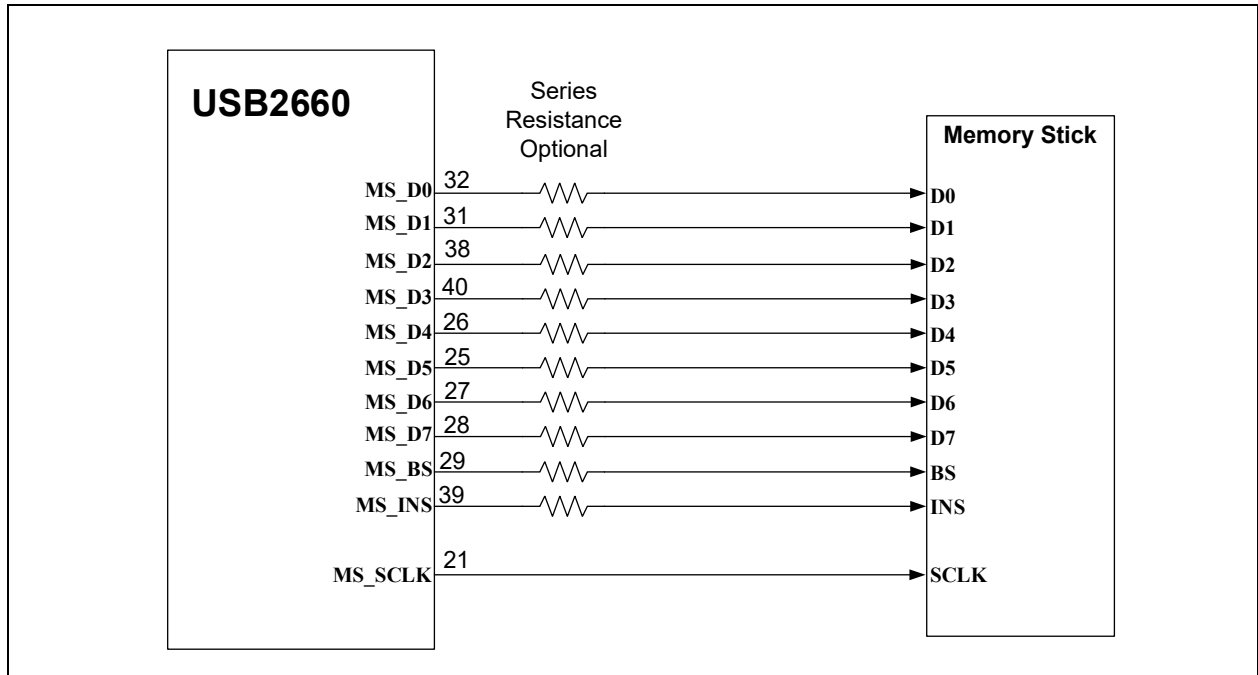 USB2660
Series
Resistance
Optional
Memory Stick
MS_D0 32 D0
MS_D1 31 D1
MS_D2 38 D2
MS_D3 40 D3
MS_D4 26 D4
MS_D5 25 D5
MS_D6 27 D6
MS_D7 28 D7
MS_BS 29 BS
MS_INS 39 INS
MS_SCLK 21 SCLK